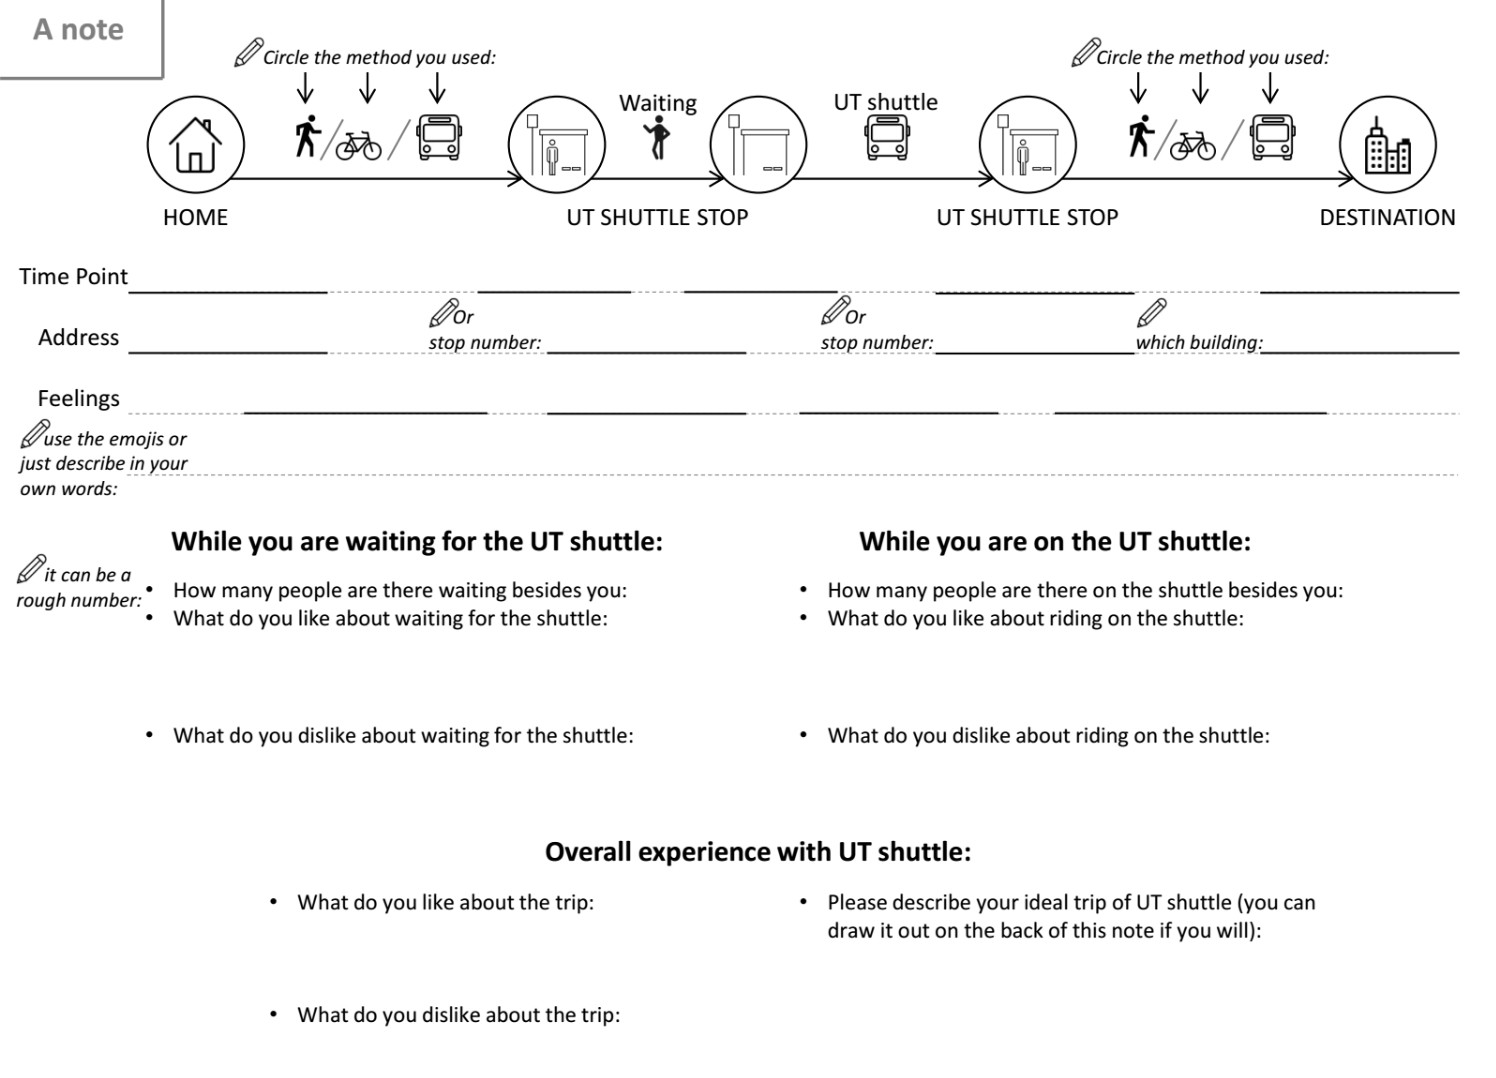 A note
Circle the method you used:
Circle the method you used:
Waiting
UT shuttle
HOME
UT SHUTTLE STOP
UT SHUTTLE STOP
DESTINATION
Time Point
Address
Or
stop number:
Or
stop number:
which building:
Feelings
use the emojis or
just describe in your
own words:
While you are waiting for the UT shuttle:
it can be a
rough number:
• How many people are there waiting besides you:
• What do you like about waiting for the shuttle:
• What do you dislike about waiting for the shuttle:
While you are on the UT shuttle:
• How many people are there on the shuttle besides you:
• What do you like about riding on the shuttle:
• What do you dislike about riding on the shuttle:
Overall experience with UT shuttle:
• What do you like about the trip:
• What do you dislike about the trip:
• Please describe your ideal trip of UT shuttle (you can
draw it out on the back of this note if you will):